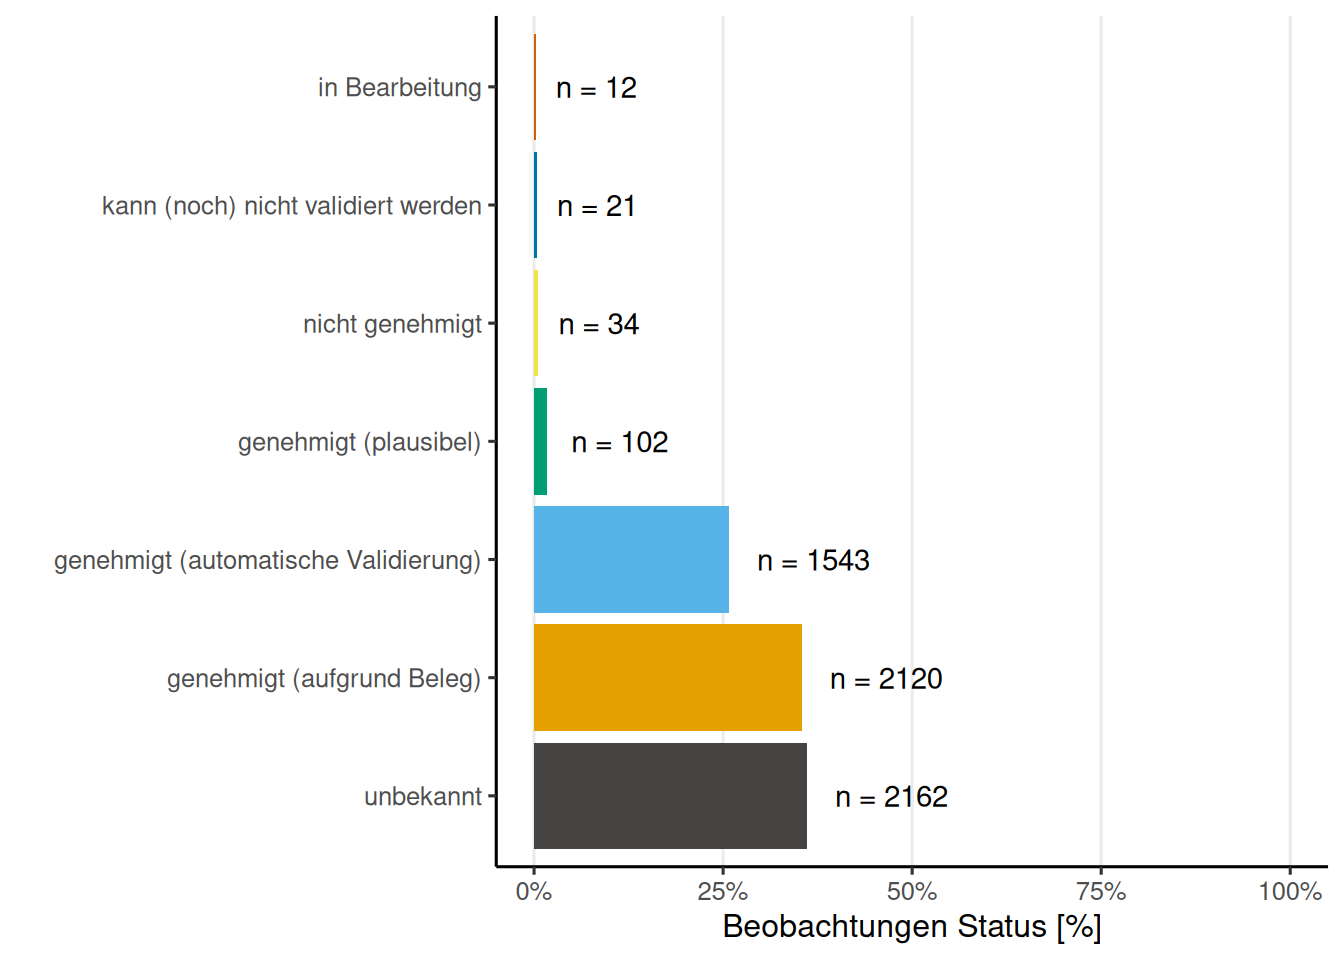 in Bearbeitung
n = 12
kann (noch) nicht validiert werden
n = 21
nicht genehmigt
n = 34
genehmigt (plausibel)
n = 102
genehmigt (automatische Validierung)
n = 1543
genehmigt (aufgrund Beleg)
n = 2120
unbekannt
n = 2162
0% 25% 50% 75% 100%
Beobachtungen Status [%]